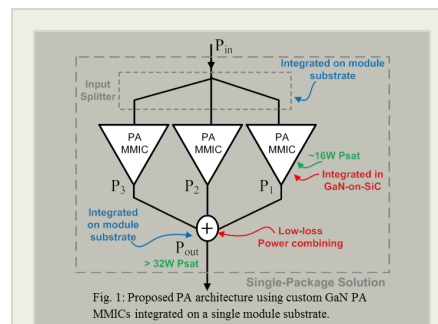 P_in
Integrated on module
substrate
Input
Splitter
PA
MMIC
PA
MMIC
PA
MMIC
~16W Psat
Integrated in
GaN-on-SiC
P_3
P_2
P_1
Integrated
on module
substrate
+
Low-loss
Power combining
P_out
> 32W Psat
Single-Package Solution
Fig. 1: Proposed PA architecture using custom GaN PA
MMICs integrated on a single module substrate.